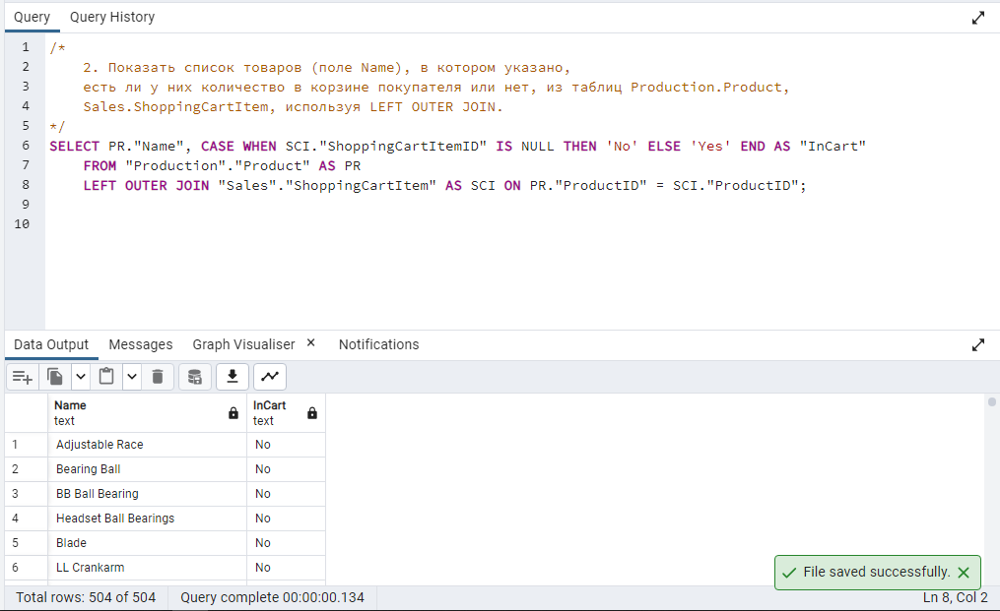 Query Query History
1 /*
2 2. Показать список товаров (поле Name), в котором указано,
3 есть ли у них количество в корзине покупателя или нет, из таблиц Production.Product,
4 Sales.ShoppingCartItem, используя LEFT OUTER JOIN.
5 */
6 SELECT PR."Name", CASE WHEN SCI."ShoppingCartItemID" IS NULL THEN 'No' ELSE 'Yes' END AS "InCart"
7 FROM "Production"."Product" AS PR
8 LEFT OUTER JOIN "Sales"."ShoppingCartItem" AS SCI ON PR."ProductID" = SCI."ProductID";
9
10
Data Output Messages Graph Visualiser × Notifications
Name InCart
text text
1 Adjustable Race No
2 Bearing Ball No
3 BB Ball Bearing No
4 Headset Ball Bearings No
5 Blade No
6 LL Crankarm No
File saved successfully.
Total rows: 504 of 504 Query complete 00:00:00.134 Ln 8, Col 2